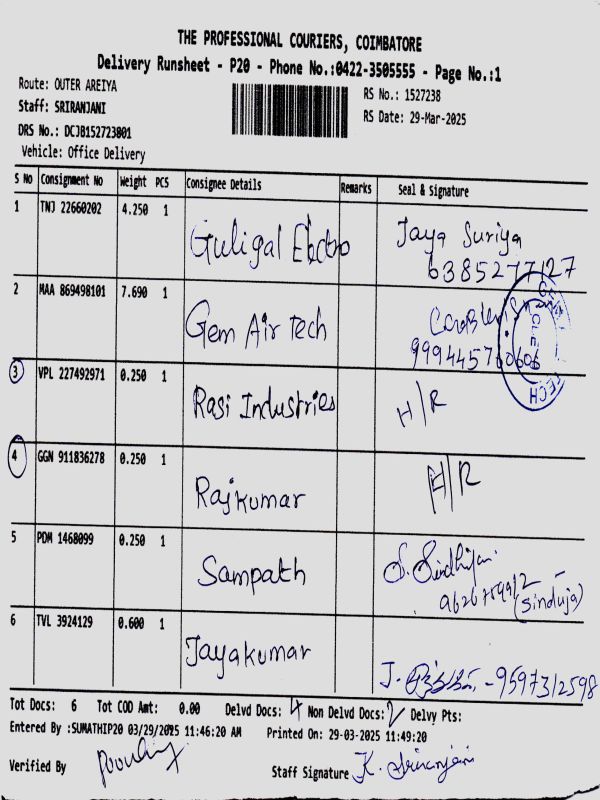 THE PROFESSIONAL COURIERS, COIMBATORE
Delivery Runsheet - P20 - Phone No.:0422-3505555 - Page No.:1
Route: OUTER AREIYA
RS No.: 1527238
Staff: SRIRANJANI
RS Date: 29-Mar-2025
DRS No.: DCJB152723801
Vehicle: Office Delivery
S No Consignment No Weight PCS Consignee Details Remarks Seal & Signature
1 TNJ 22660202 4.250 1 Guligal Electro Jaya Suriya
6385277127
2 MAA 869498101 7.690 1 Gem Air Tech
3 VPL 227492971 0.250 1 Rasi Industries H/R
4 GGN 911836278 0.250 1 Rajkumar H/R
5 PDM 1468099 0.250 1 Sampath
(Sinduja)
6 TVL 3924129 0.600 1 Jayakumar J. - 9597312598
Tot Docs: 6 Tot COD Amt: 0.00 Delvd Docs: 4 Non Delvd Docs: 2 Delvy Pts:
Entered By :SUMATHIP20 03/29/2025 11:46:20 AM Printed On: 29-03-2025 11:49:20
Verified By
Staff Signature K. Sriranjani